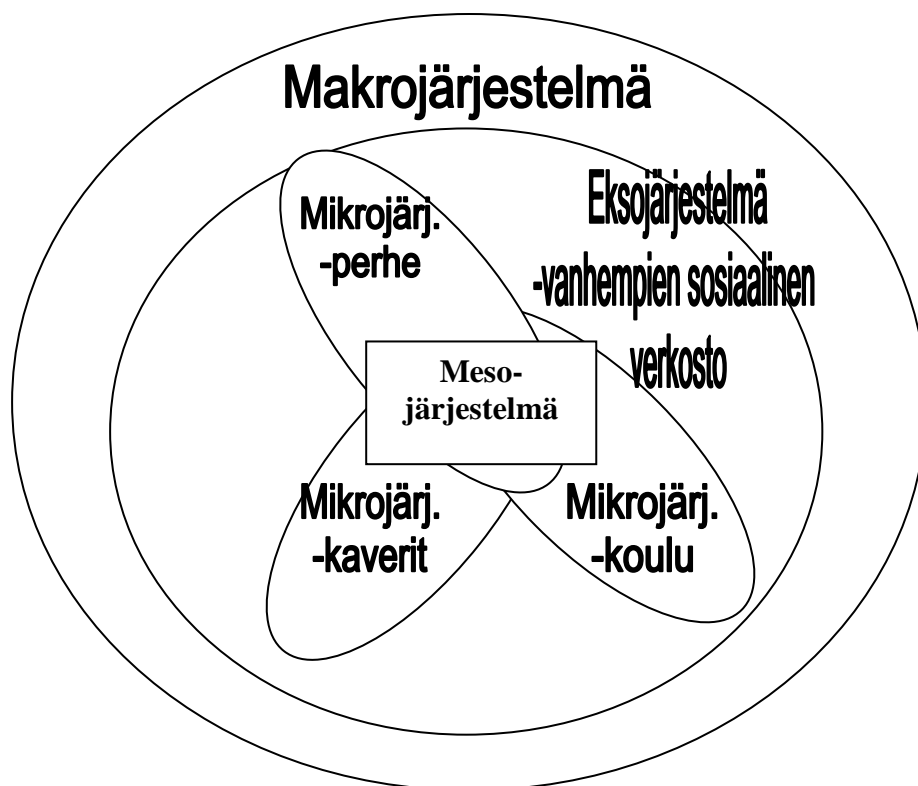 Makrojärjestelmä
Mikrojärj.
-perhe
Eksojärjestelmä
-vanhempien sosiaalinen
verkosto
Meso-
järjestelmä
Mikrojärj.
-kaverit
Mikrojärj.
-koulu